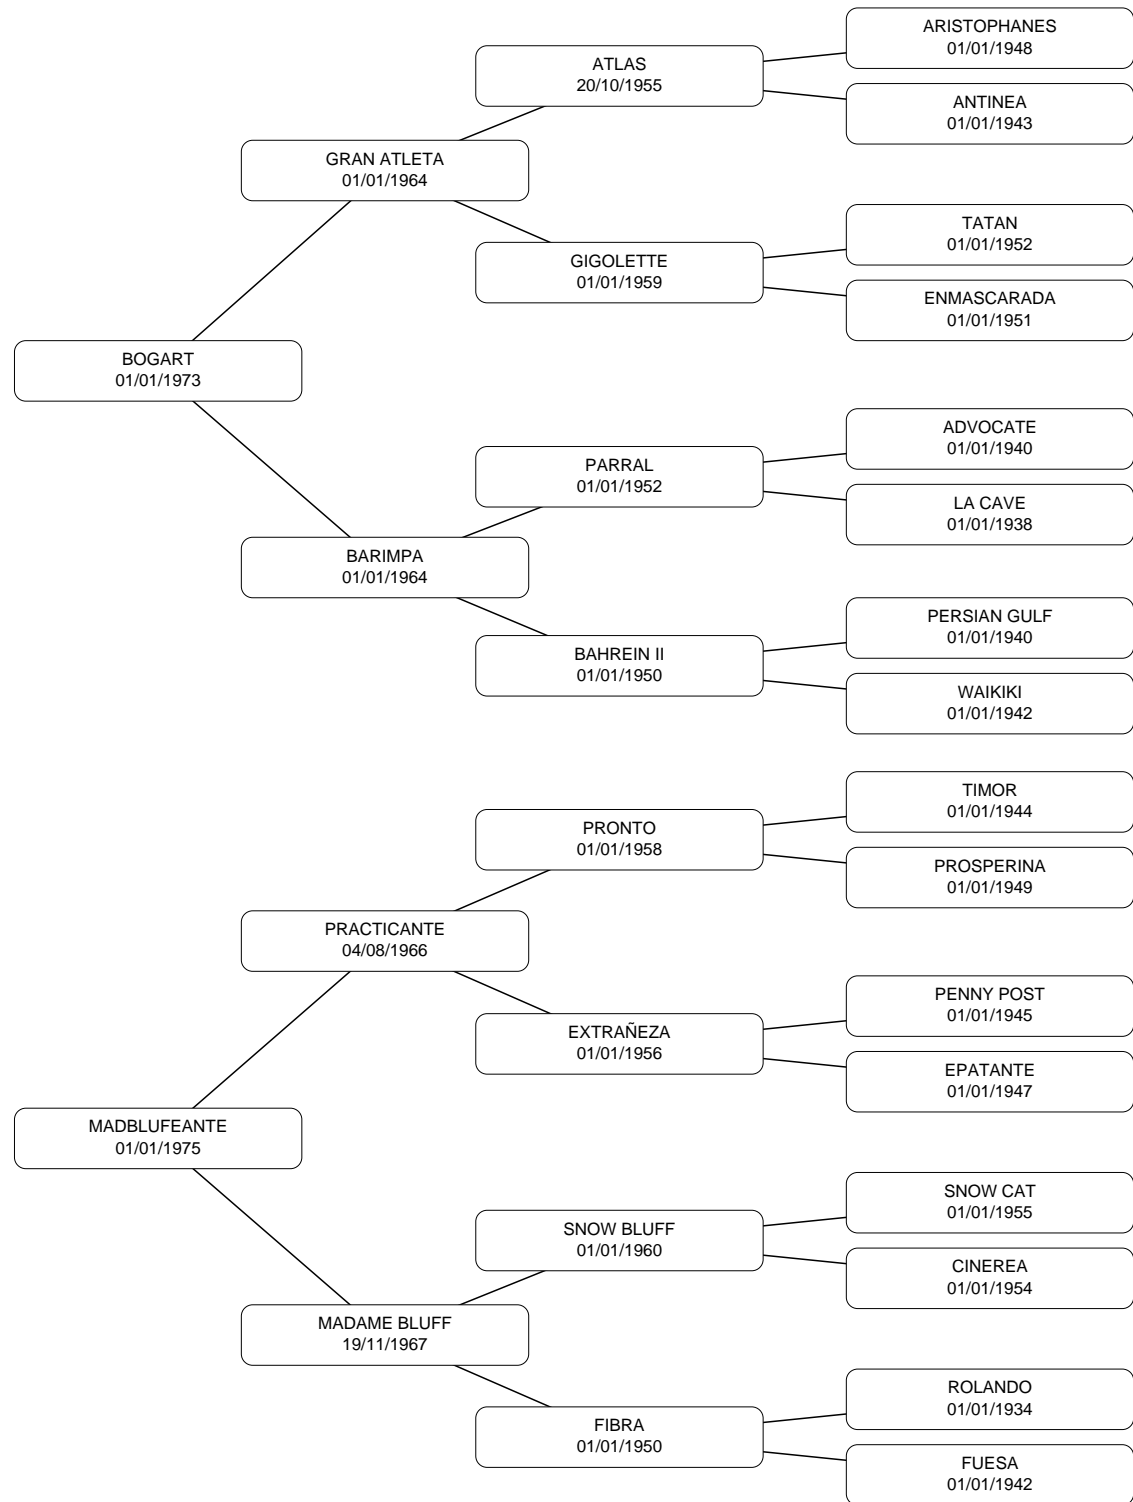 ARISTOPHANES
01/01/1948
ATLAS
20/10/1955
ANTINEA
01/01/1943
GRAN ATLETA
01/01/1964
TATAN
01/01/1952
GIGOLETTE
01/01/1959
ENMASCARADA
01/01/1951
BOGART
01/01/1973
ADVOCATE
01/01/1940
PARRAL
01/01/1952
LA CAVE
01/01/1938
BARIMPA
01/01/1964
PERSIAN GULF
01/01/1940
BAHREIN II
01/01/1950
WAIKIKI
01/01/1942
TIMOR
01/01/1944
PRONTO
01/01/1958
PROSPERINA
01/01/1949
PRACTICANTE
04/08/1966
PENNY POST
01/01/1945
EXTRAÑEZA
01/01/1956
EPATANTE
01/01/1947
MADBLUFEANTE
01/01/1975
SNOW CAT
01/01/1955
SNOW BLUFF
01/01/1960
CINEREA
01/01/1954
MADAME BLUFF
19/11/1967
ROLANDO
01/01/1934
FIBRA
01/01/1950
FUESA
01/01/1942